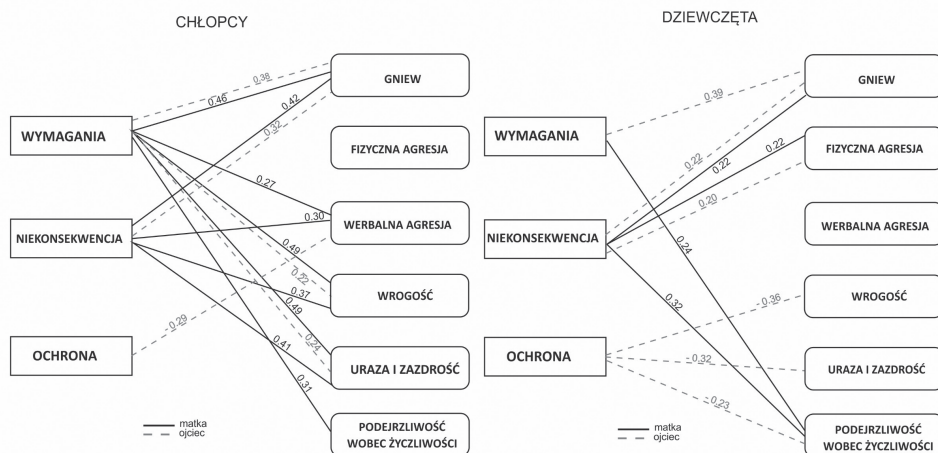 CHŁOPCY
WYMAGANIA
NIEKONSEKWENCJA
OCHRONA
0.38
0.46
0.42
0.32
0.27
0.30
0.49
0.22
0.37
0.49
0.24
0.41
0.31
- 0.29
GNIEW
FIZYCZNA AGRESJA
WERBALNA AGRESJA
WROGOŚĆ
URAZA I ZAZDROŚĆ
PODEJRZLIWOŚĆ
WOBEC ŻYCZLIWOŚCI
matka
ojciec
DZIEWCZĘTA
WYMAGANIA
NIEKONSEKWENCJA
OCHRONA
0.39
0.22
0.22
0.22
0.20
0.24
0.32
- 0.36
- 0.32
- 0.23
GNIEW
FIZYCZNA AGRESJA
WERBALNA AGRESJA
WROGOŚĆ
URAZA I ZAZDROŚĆ
PODEJRZLIWOŚĆ
WOBEC ŻYCZLIWOŚCI
matka
ojciec